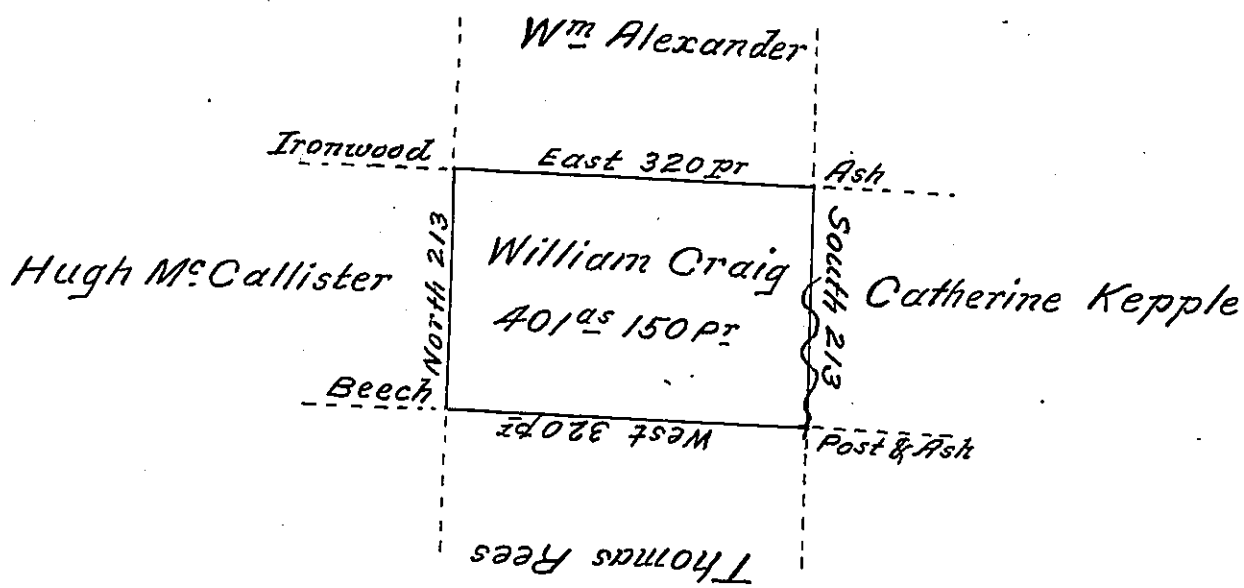 Wm Alexander
Ironwood
East 320 pr
Ash
Hugh McCallister
North 213
William Craig
401as 150 Pr
South 213
Catherine Kepple
Beech
West 320 pr
Post & Ash
Thomas Rees